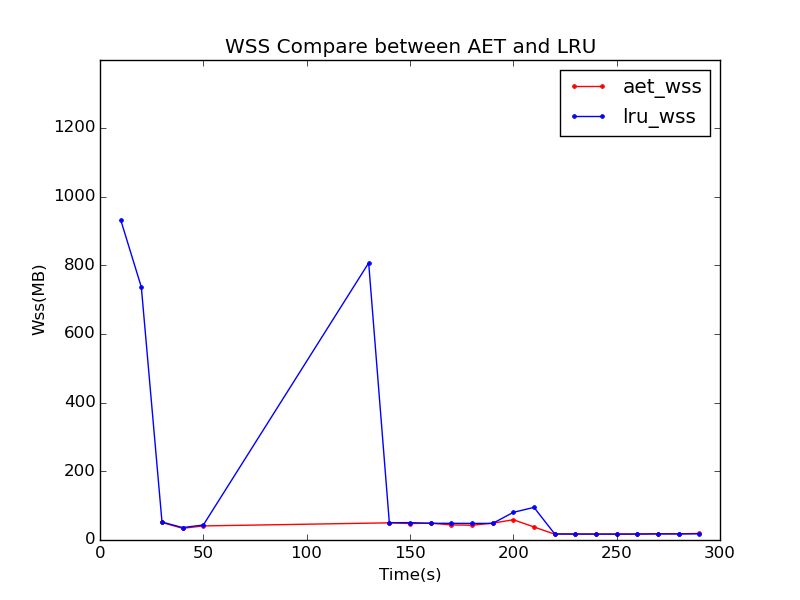 WSS Compare between AET and LRU
aet_wss
lru_wss
1200
1000
800
600
400
200
0
Wss(MB)
0 50 100 150 200 250 300
Time(s)